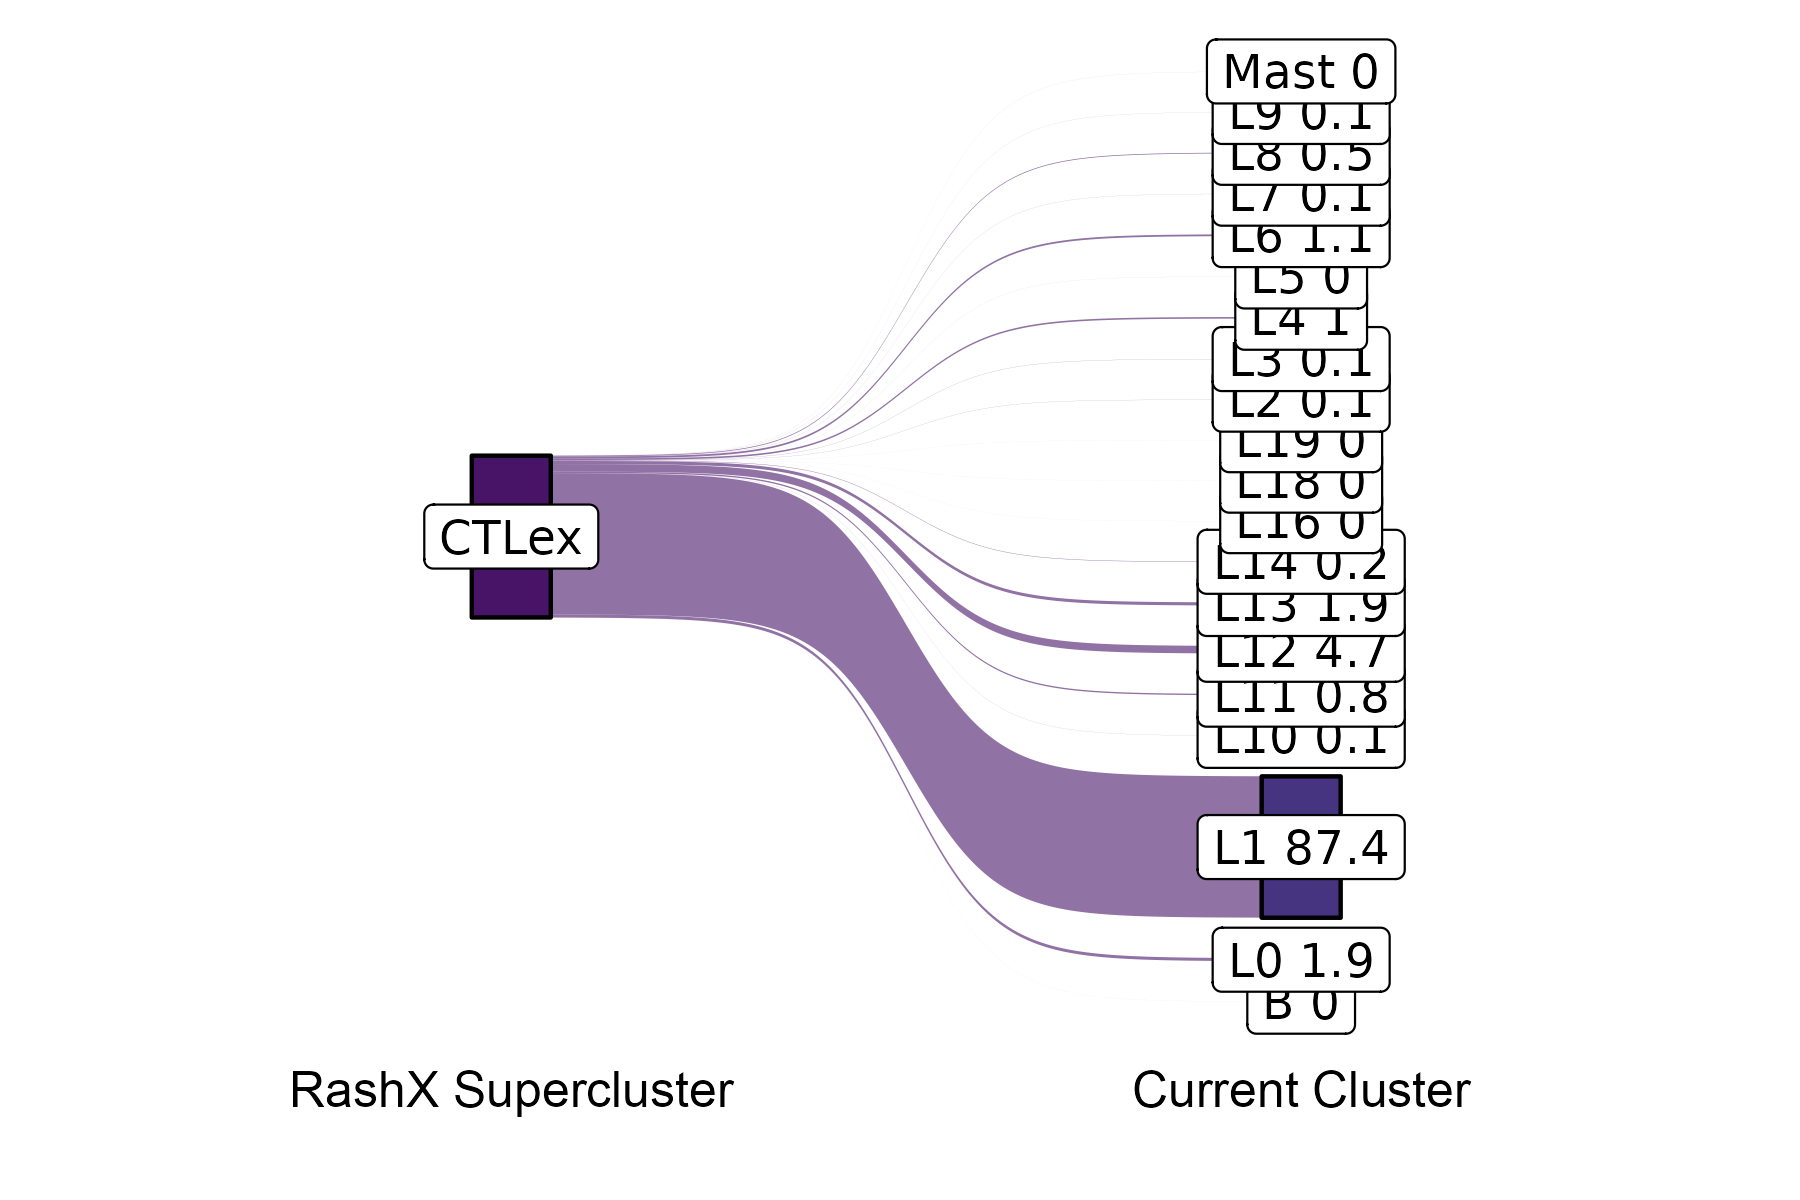 Mast 0
L9 0.1
L8 0.5
L7 0.1
L6 1.1
L5 0
L4 1
L3 0.1
L2 0.1
L19 0
L18 0
L16 0
L14 0.2
L13 1.9
L12 4.7
L11 0.8
L10 0.1
L1 87.4
L0 1.9
B 0
CTLex
RashX Supercluster
Current Cluster